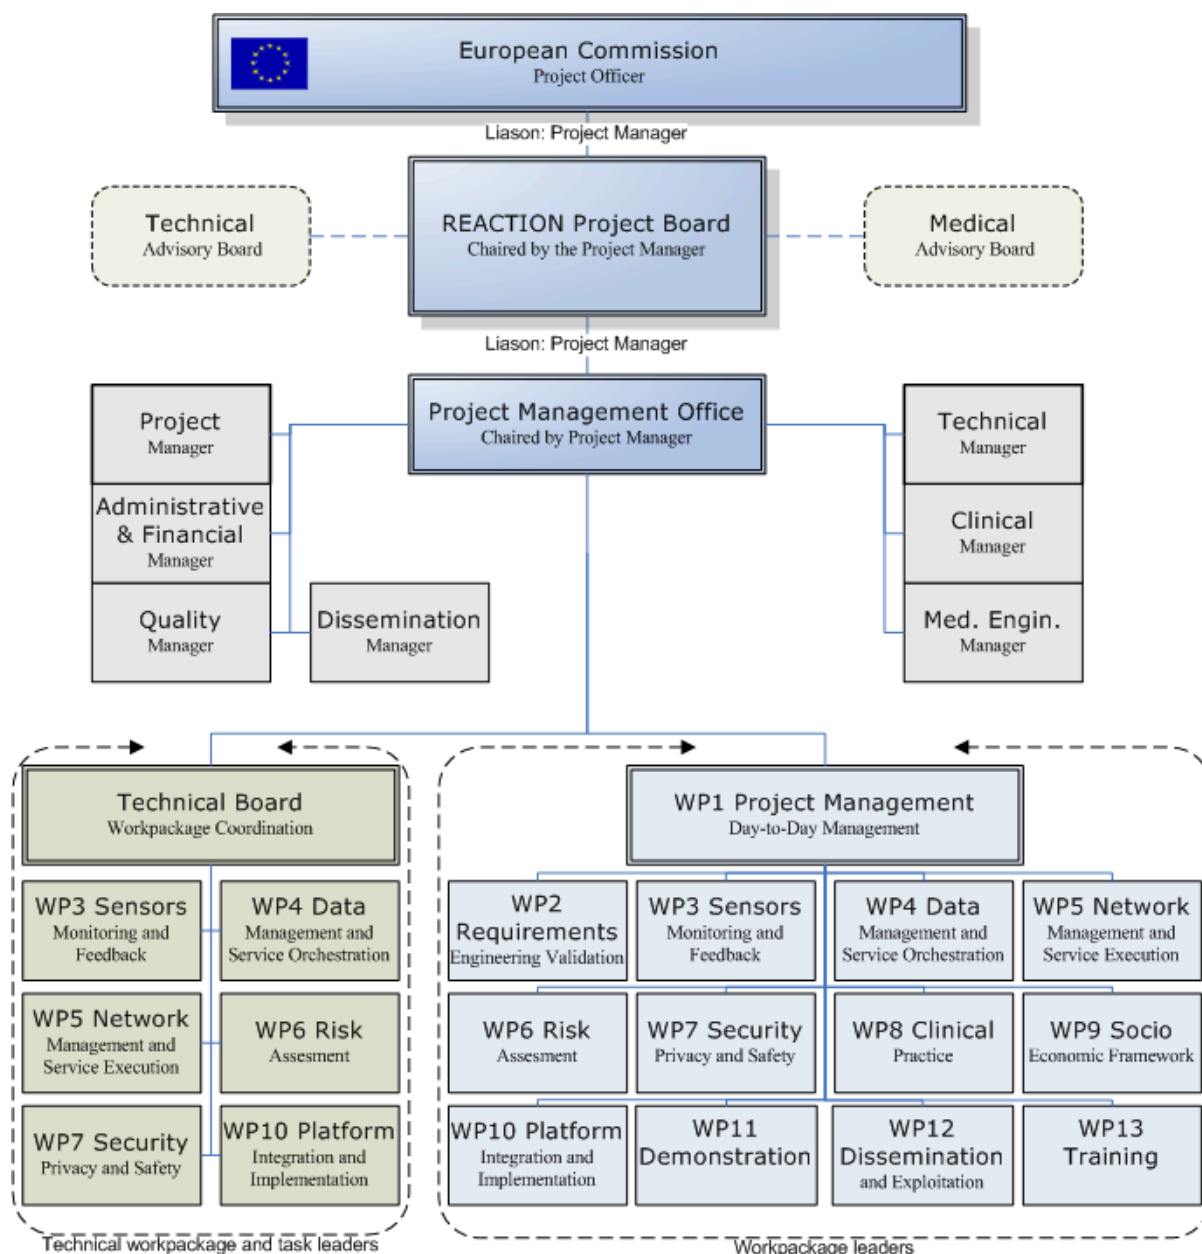 European Commission
Project Officer
Liason: Project Manager
Technical
Advisory Board
REACTION Project Board
Chaired by the Project Manager
Medical
Advisory Board
Liason: Project Manager
Project
Manager
Project Management Office
Chaired by Project Manager
Technical
Manager
Administrative
& Financial
Manager
Clinical
Manager
Quality
Manager
Dissemination
Manager
Med. Engin.
Manager
Technical Board
Workpackage Coordination
WP3 Sensors
Monitoring and
Feedback
WP4 Data
Management and
Service Orchestration
WP5 Network
Management and
Service Execution
WP6 Risk
Assesment
WP7 Security
Privacy and Safety
WP10 Platform
Integration and
Implementation
Technical workpackage and task leaders
WP1 Project Management
Day-to-Day Management
WP2
Requirements
Engineering Validation
WP3 Sensors
Monitoring and
Feedback
WP4 Data
Management and
Service Orchestration
WP5 Network
Management and
Service Execution
WP6 Risk
Assesment
WP7 Security
Privacy and Safety
WP8 Clinical
Practice
WP9 Socio
Economic Framework
WP10 Platform
Integration and
Implementation
WP11
Demonstration
WP12
Dissemination
and Exploitation
WP13
Training
Workpackage leaders